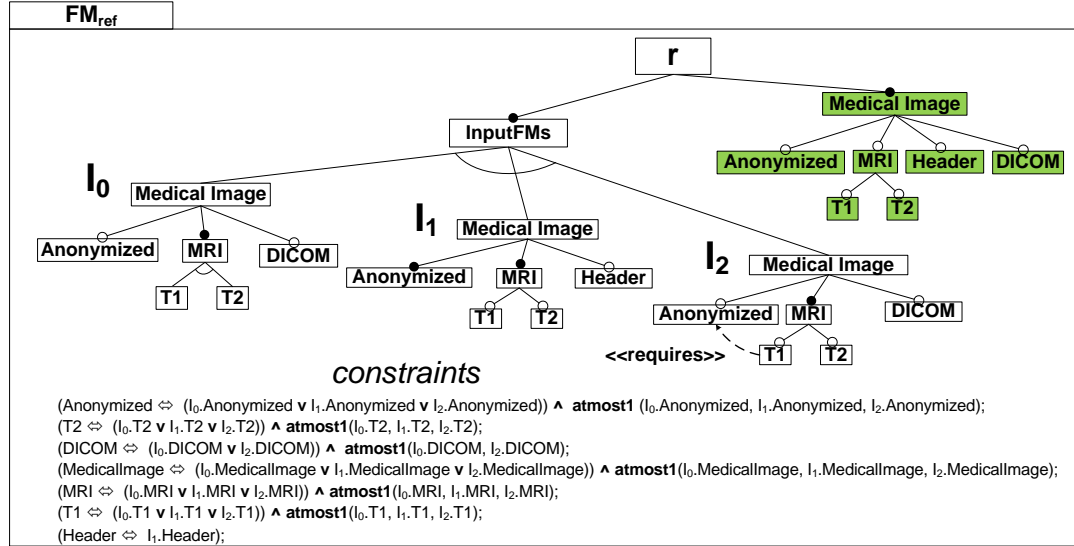 FMref
r
Medical Image
InputFMs
Anonymized MRI Header DICOM
T1 T2
I0 Medical Image
Anonymized MRI DICOM
T1 T2
I1 Medical Image
Anonymized MRI Header
T1 T2
I2 Medical Image
Anonymized MRI DICOM
<<requires>> T1 T2
constraints
(Anonymized ⇔ (I0.Anonymized v I1.Anonymized v I2.Anonymized)) ∧ atmost1 (I0.Anonymized, I1.Anonymized, I2.Anonymized);
(T2 ⇔ (I0.T2 v I1.T2 v I2.T2)) ∧ atmost1(I0.T2, I1.T2, I2.T2);
(DICOM ⇔ (I0.DICOM v I2.DICOM)) ∧ atmost1(I0.DICOM, I2.DICOM);
(MedicalImage ⇔ (I0.MedicalImage v I1.MedicalImage v I2.MedicalImage)) ∧ atmost1(I0.MedicalImage, I1.MedicalImage, I2.MedicalImage);
(MRI ⇔ (I0.MRI v I1.MRI v I2.MRI)) ∧ atmost1(I0.MRI, I1.MRI, I2.MRI);
(T1 ⇔ (I0.T1 v I1.T1 v I2.T1)) ∧ atmost1(I0.T1, I1.T1, I2.T1);
(Header ⇔ I1.Header);